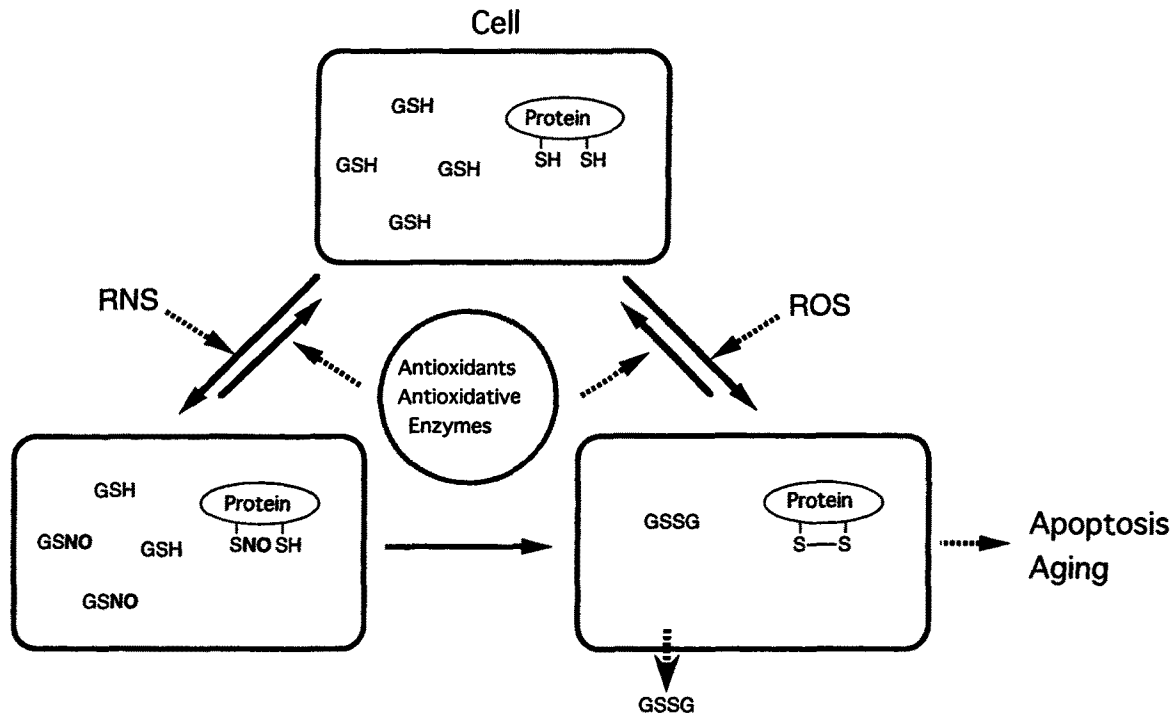 Cell
GSH
Protein
GSH
GSH
SH SH
GSH
RNS
ROS
Antioxidants
Antioxidative
Enzymes
GSH
Protein
GSNO
GSH
SNO SH
GSNO
GSSG
Protein
S—S
Apoptosis
Aging
GSSG